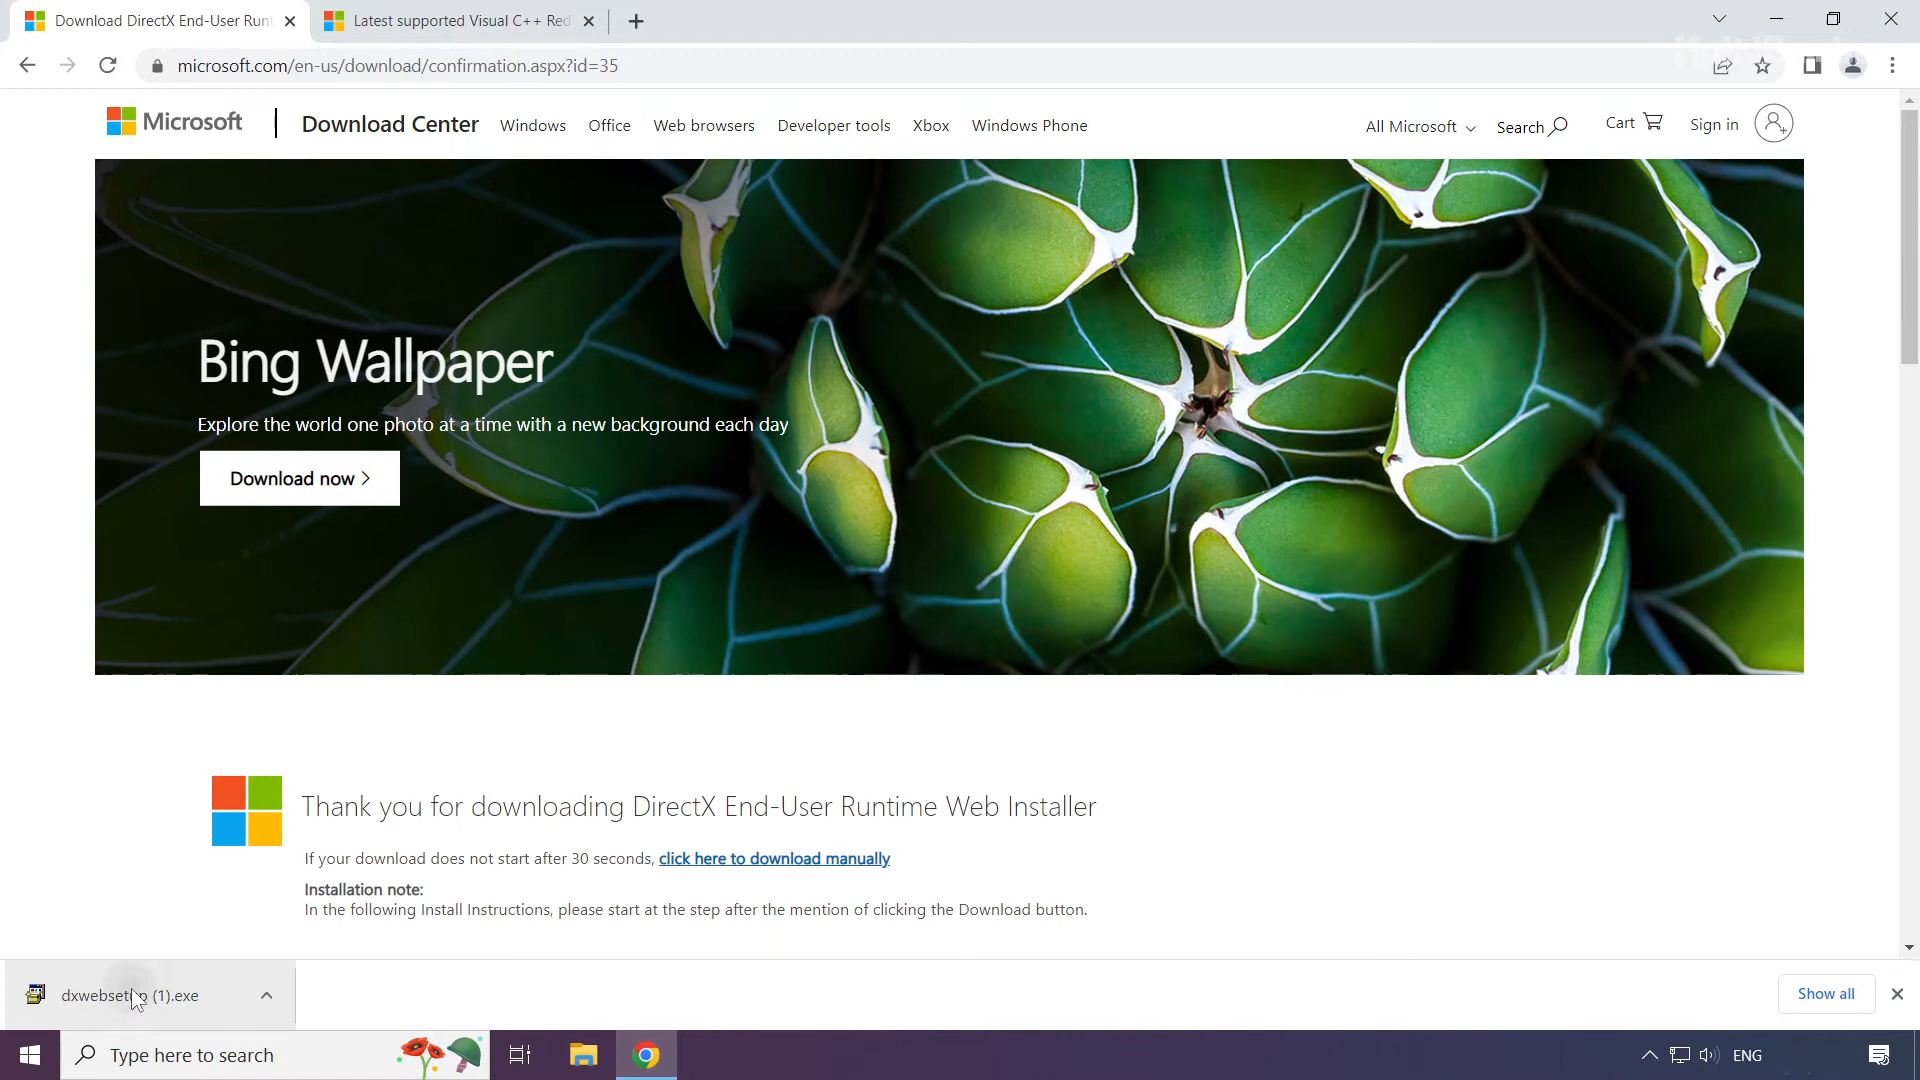 Download DirectX End-User Runt
Latest supported Visual C++ Red
microsoft.com/en-us/download/confirmation.aspx?id=35
Microsoft
Download Center
Windows
Office
Web browsers
Developer tools
Xbox
Windows Phone
All Microsoft
Search
Cart
Sign in
Bing Wallpaper
Explore the world one photo at a time with a new background each day
Download now >
Thank you for downloading DirectX End-User Runtime Web Installer
If your download does not start after 30 seconds, click here to download manually
Installation note:
In the following Install Instructions, please start at the step after the mention of clicking the Download button.
dxwebsetup (1).exe
Show all
Type here to search
ENG